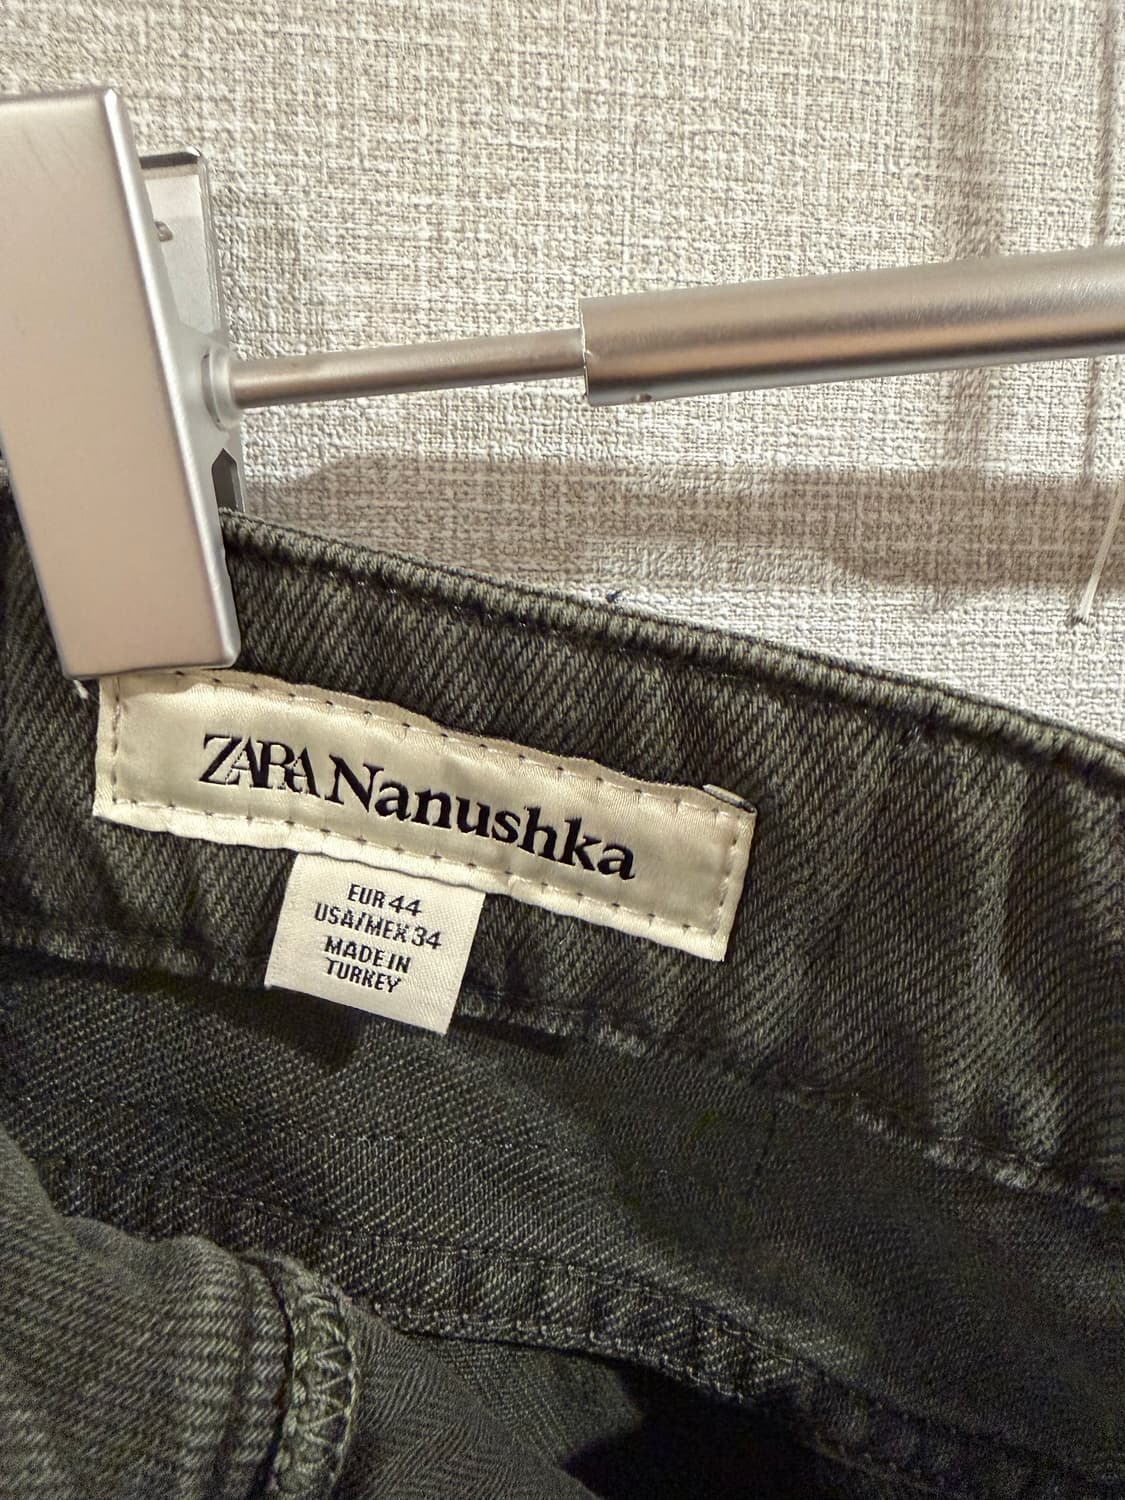 ZARA Nanushka
EUR 44
USA/MEX 34
MADE IN
TURKEY